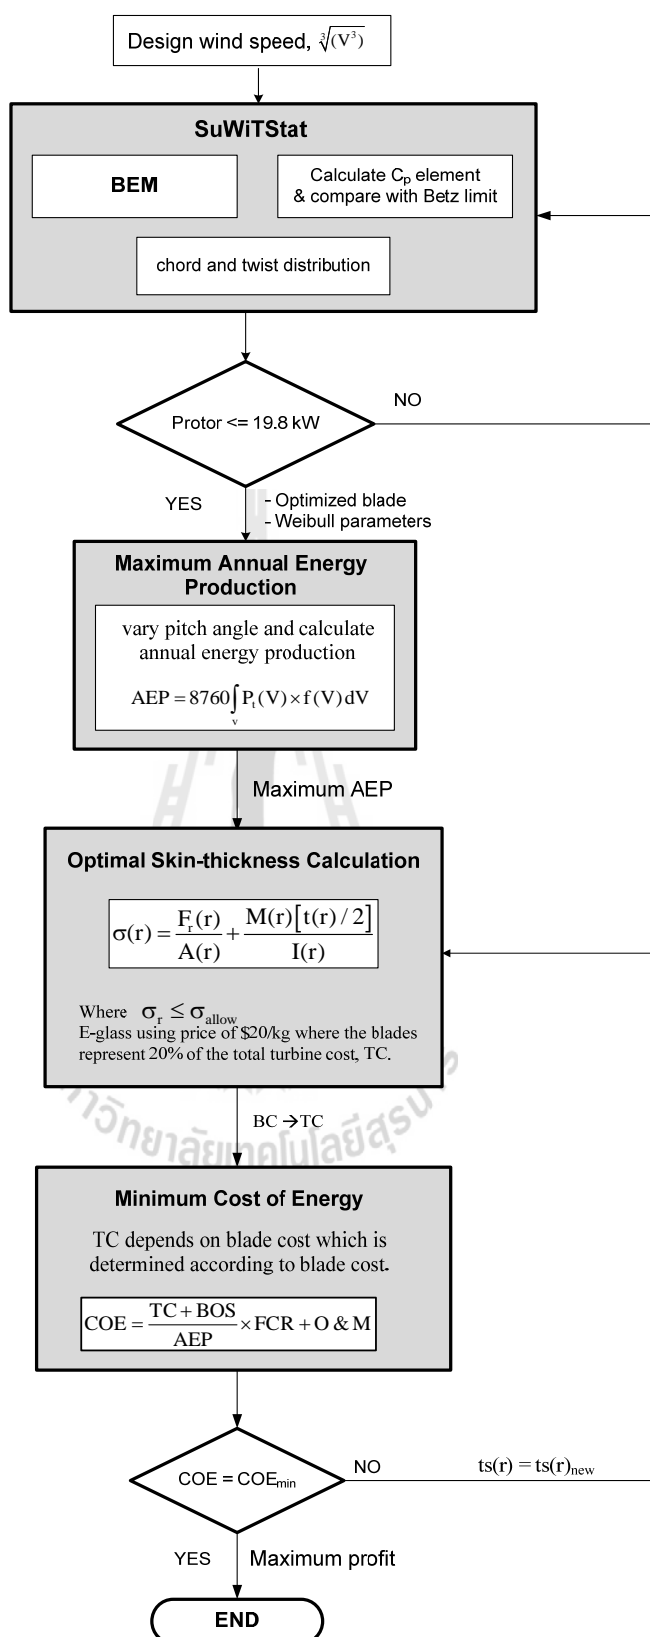 Design wind speed, ∛(V³)
SuWiTStat
BEM
Calculate Cp element
& compare with Betz limit
chord and twist distribution
Protor <= 19.8 kW
NO
YES
- Optimized blade
- Weibull parameters
Maximum Annual Energy
Production
vary pitch angle and calculate
annual energy production
AEP = 8760∫ᵥ Pₜ(V) × f(V) dV
Maximum AEP
Optimal Skin-thickness Calculation
σ(r) = Fᵣ(r)/A(r) + M(r)[t(r)/2]/I(r)
Where σᵣ ≤ σ_allow
E-glass using price of $20/kg where the blades
represent 20% of the total turbine cost, TC.
BC →TC
Minimum Cost of Energy
TC depends on blade cost which is
determined according to blade cost.
COE = (TC + BOS)/AEP × FCR + O & M
COE = COEmin
NO
ts(r) = ts(r)new
YES
Maximum profit
END